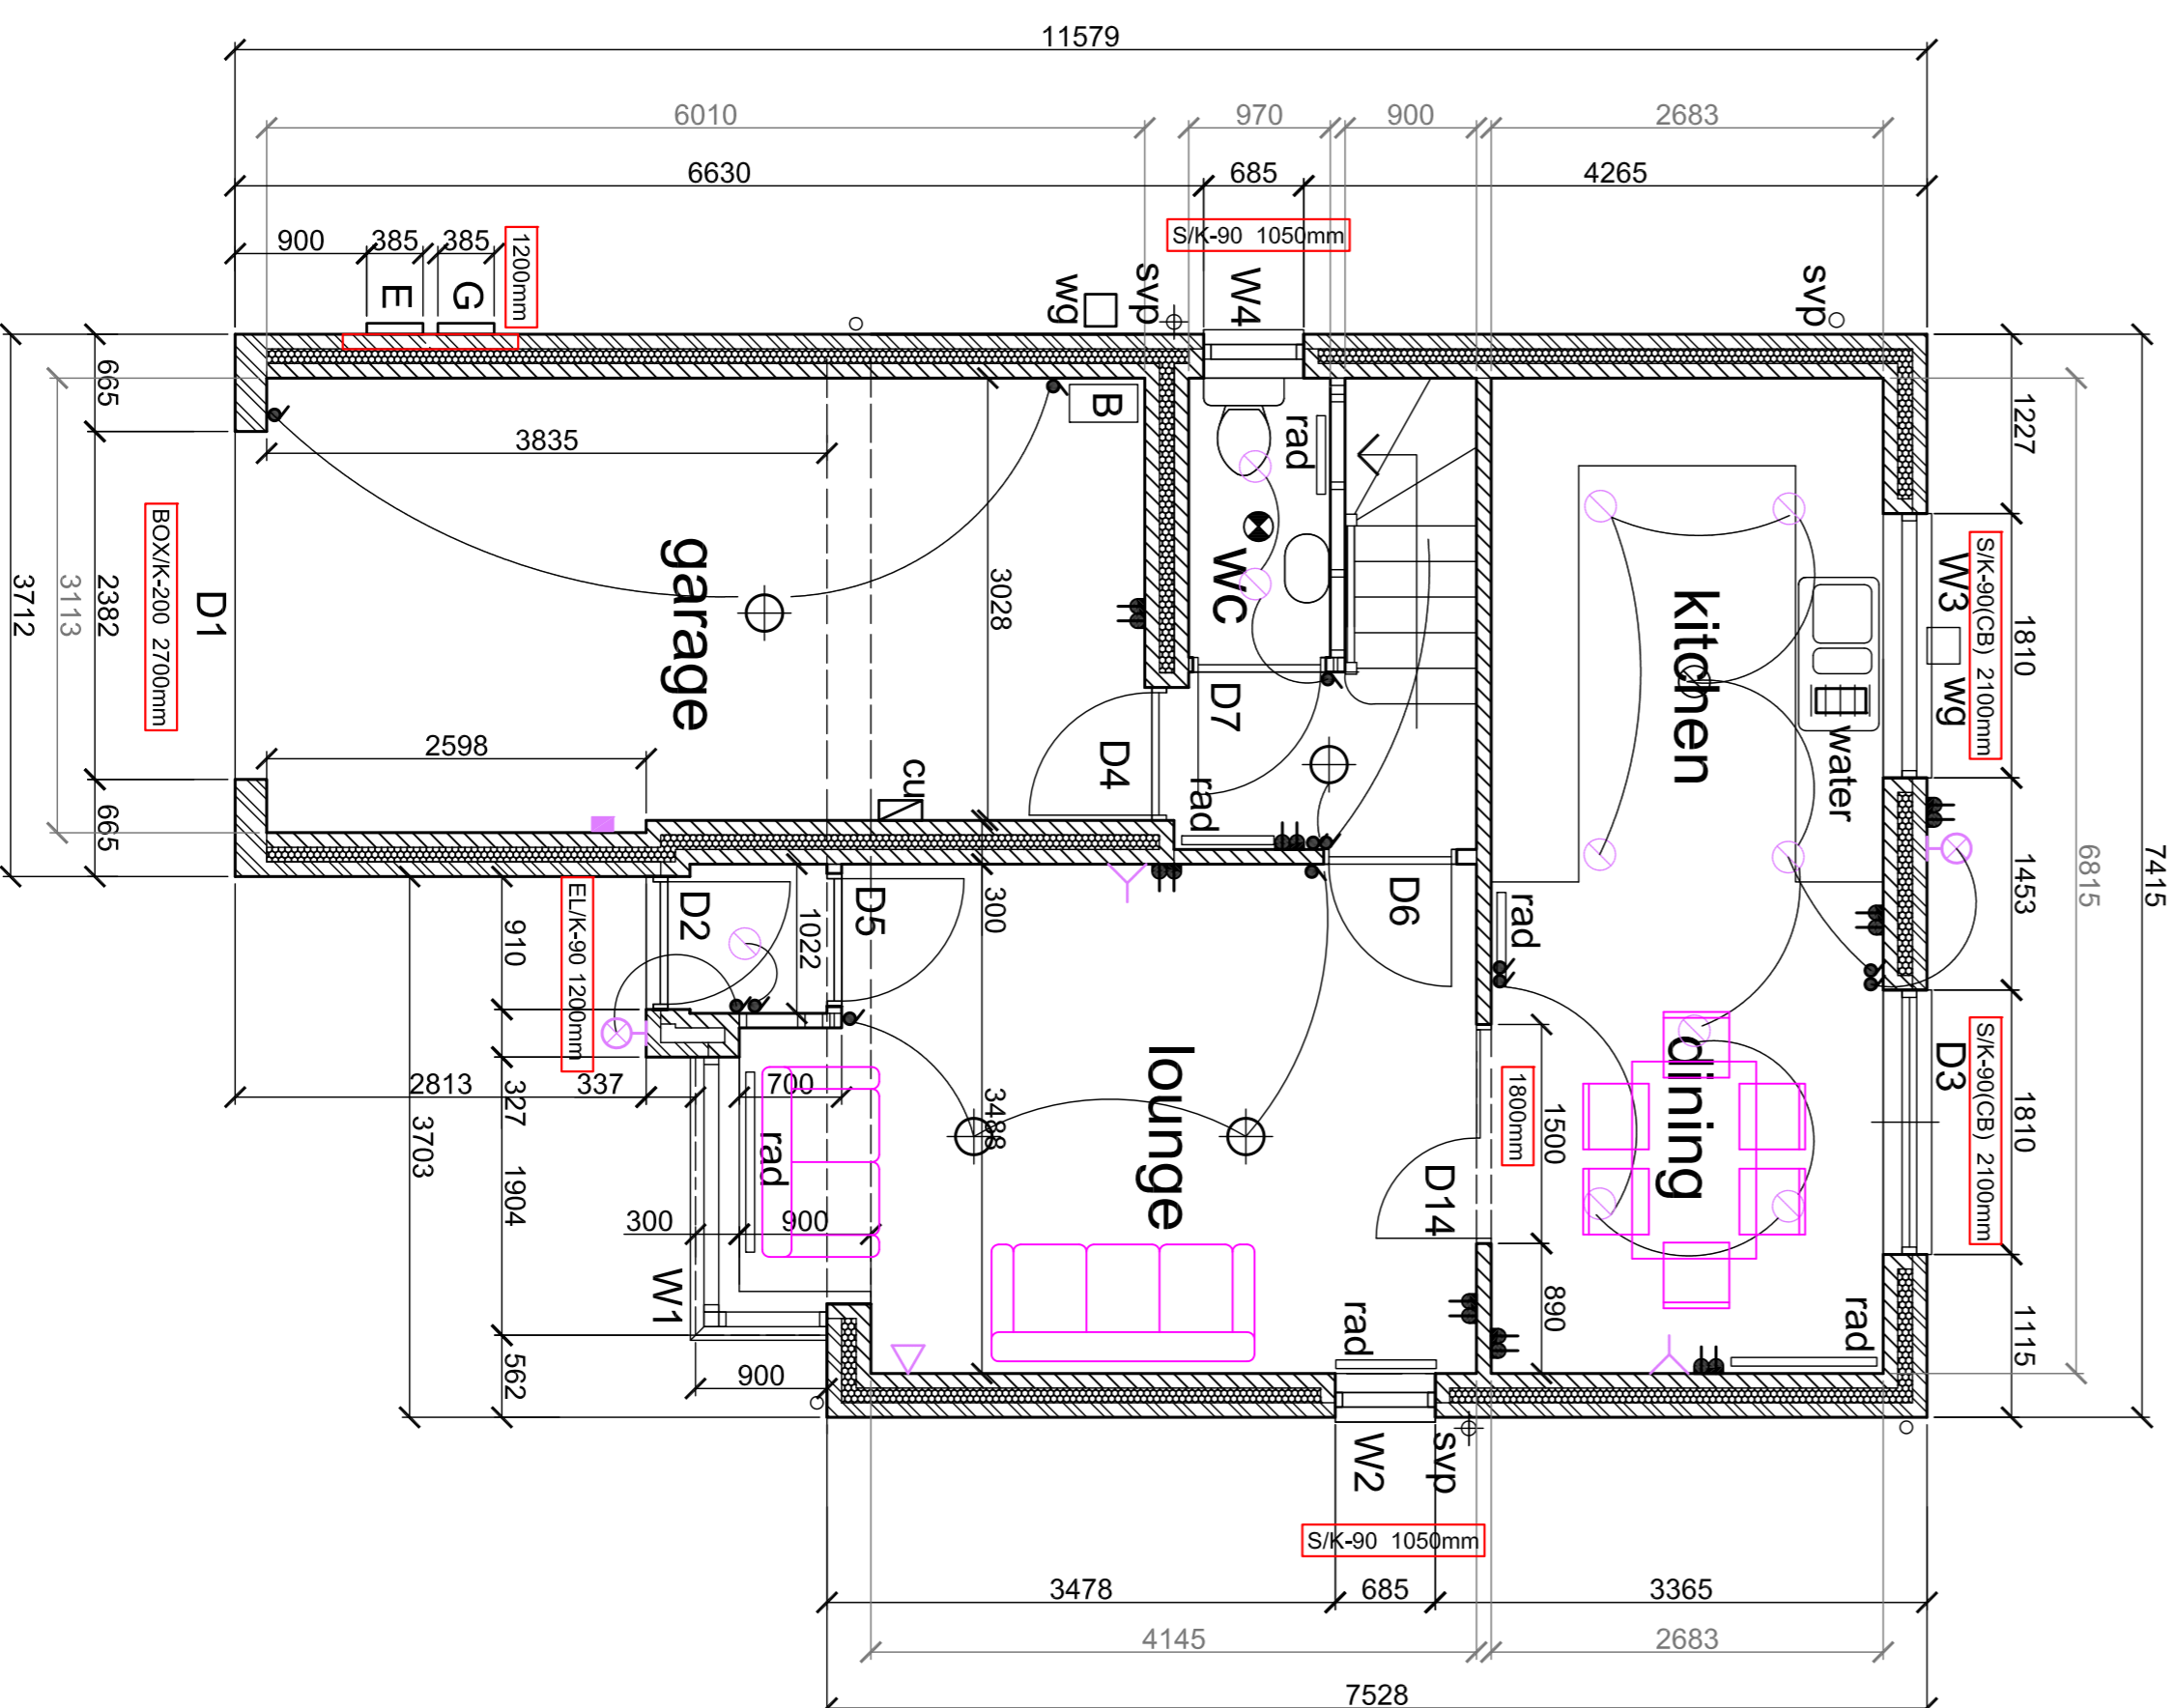 11579
6010
970
900
2683
6630
685
4265
900
385
385
1200mm
S/K-90 1050mm
E
G
wg
svp
W4
svp
665
2382
665
3113
3712
BOX/K-200 2700mm
D1
3835
B
rad
garage
3028
wc
kitchen
water
W3
wg
S/K-90(CB) 2100mm
1227
1810
1453
1810
1115
6815
7415
2598
cu
D4
D7
rad
D2
D5
D6
rad
300
1022
910
EL/K-90 1200mm
2813
337
327
700
3703
1904
rad
3488
lounge
D14
1800mm
1500
dining
D3
S/K-90(CB) 2100mm
300
900
W1
562
900
rad
890
rad
W2
svp
S/K-90 1050mm
3478
685
3365
4145
2683
7528